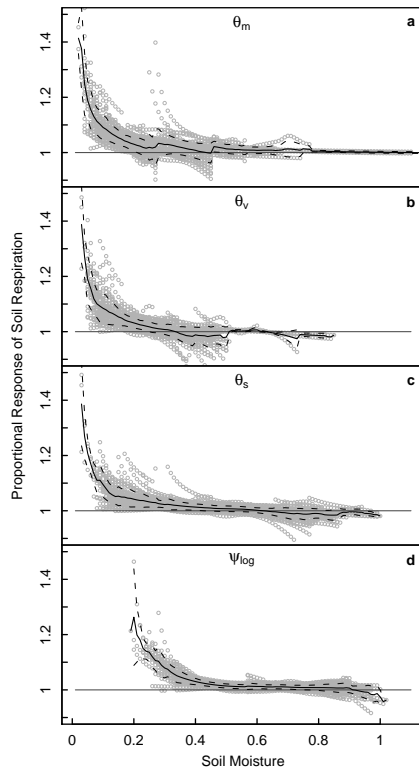 θm
a
1
1.2
1.4
θv
b
1
1.2
1.4
θs
c
1
1.2
1.4
ψlog
d
1
1.2
1.4
0
0.2
0.4
0.6
0.8
1
Soil Moisture
Proportional Response of Soil Respiration